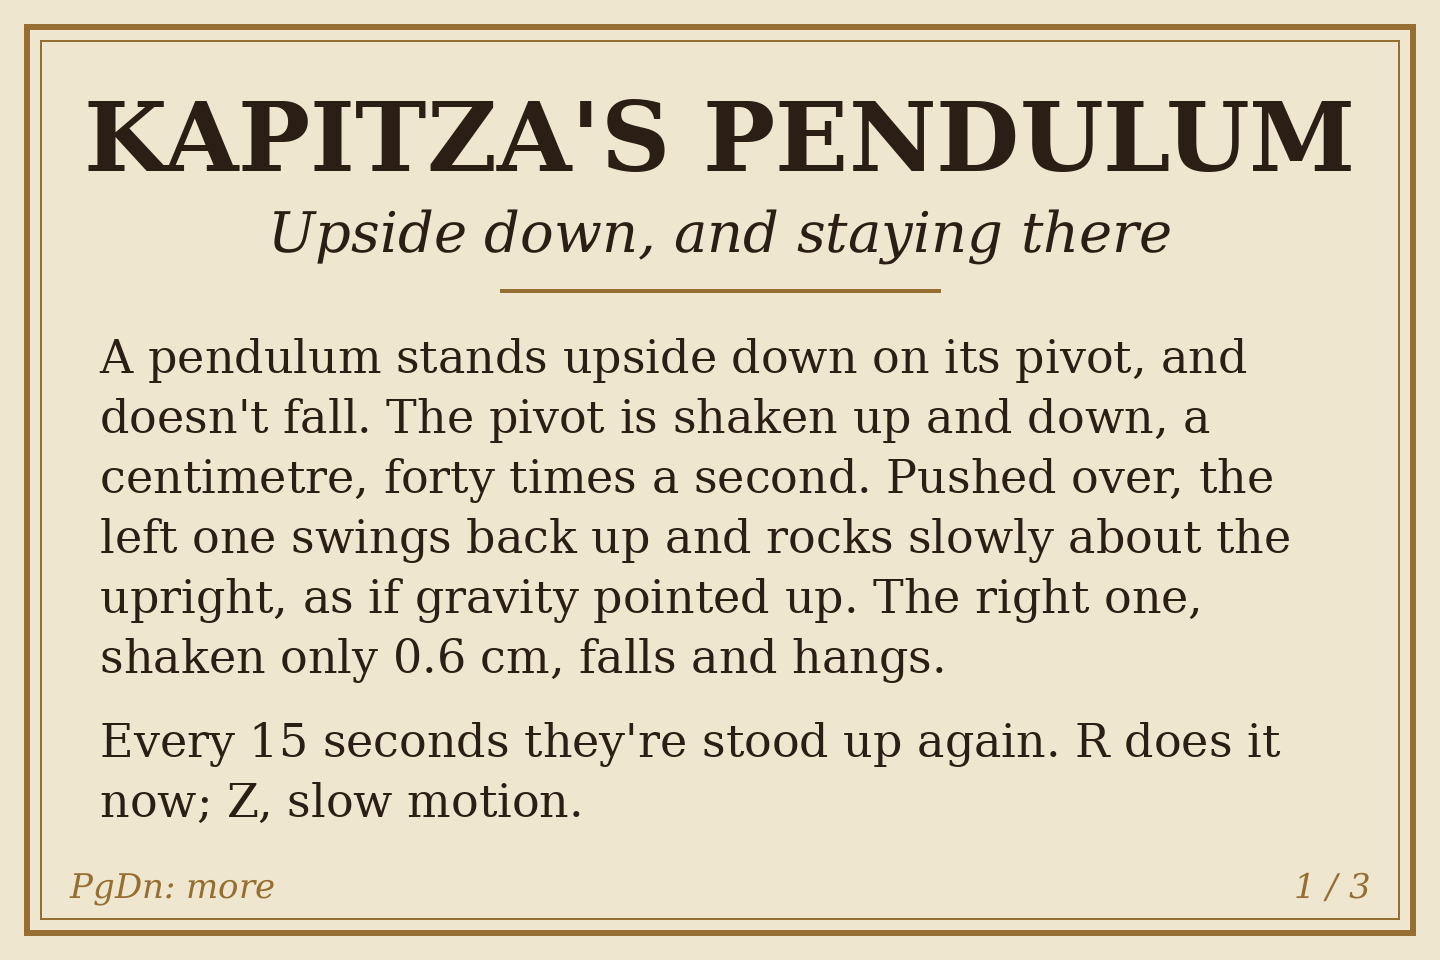 KAPITZA'S PENDULUM
Upside down, and staying there
A pendulum stands upside down on its pivot, and
doesn't fall. The pivot is shaken up and down, a
centimetre, forty times a second. Pushed over, the
left one swings back up and rocks slowly about the
upright, as if gravity pointed up. The right one,
shaken only 0.6 cm, falls and hangs.
Every 15 seconds they're stood up again. R does it
now; Z, slow motion.
PgDn: more
1 / 3